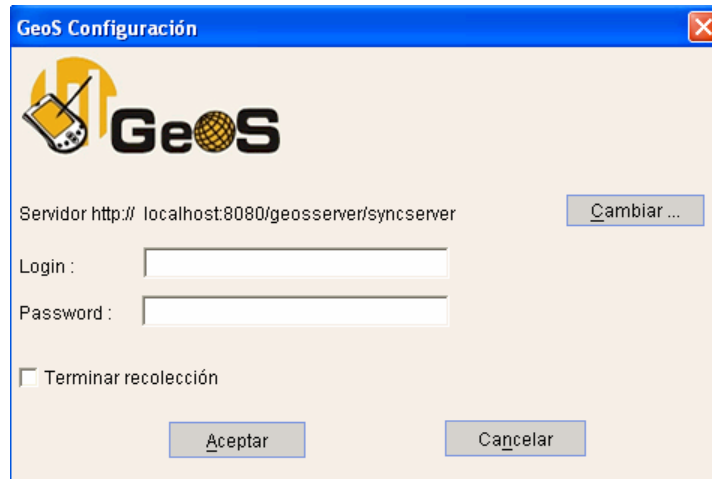 GeoS Configuración
GeoS
Servidor http:// localhost:8080/geosserver/syncserver
Cambiar ...
Login :
Password :
Terminar recolección
Aceptar
Cancelar